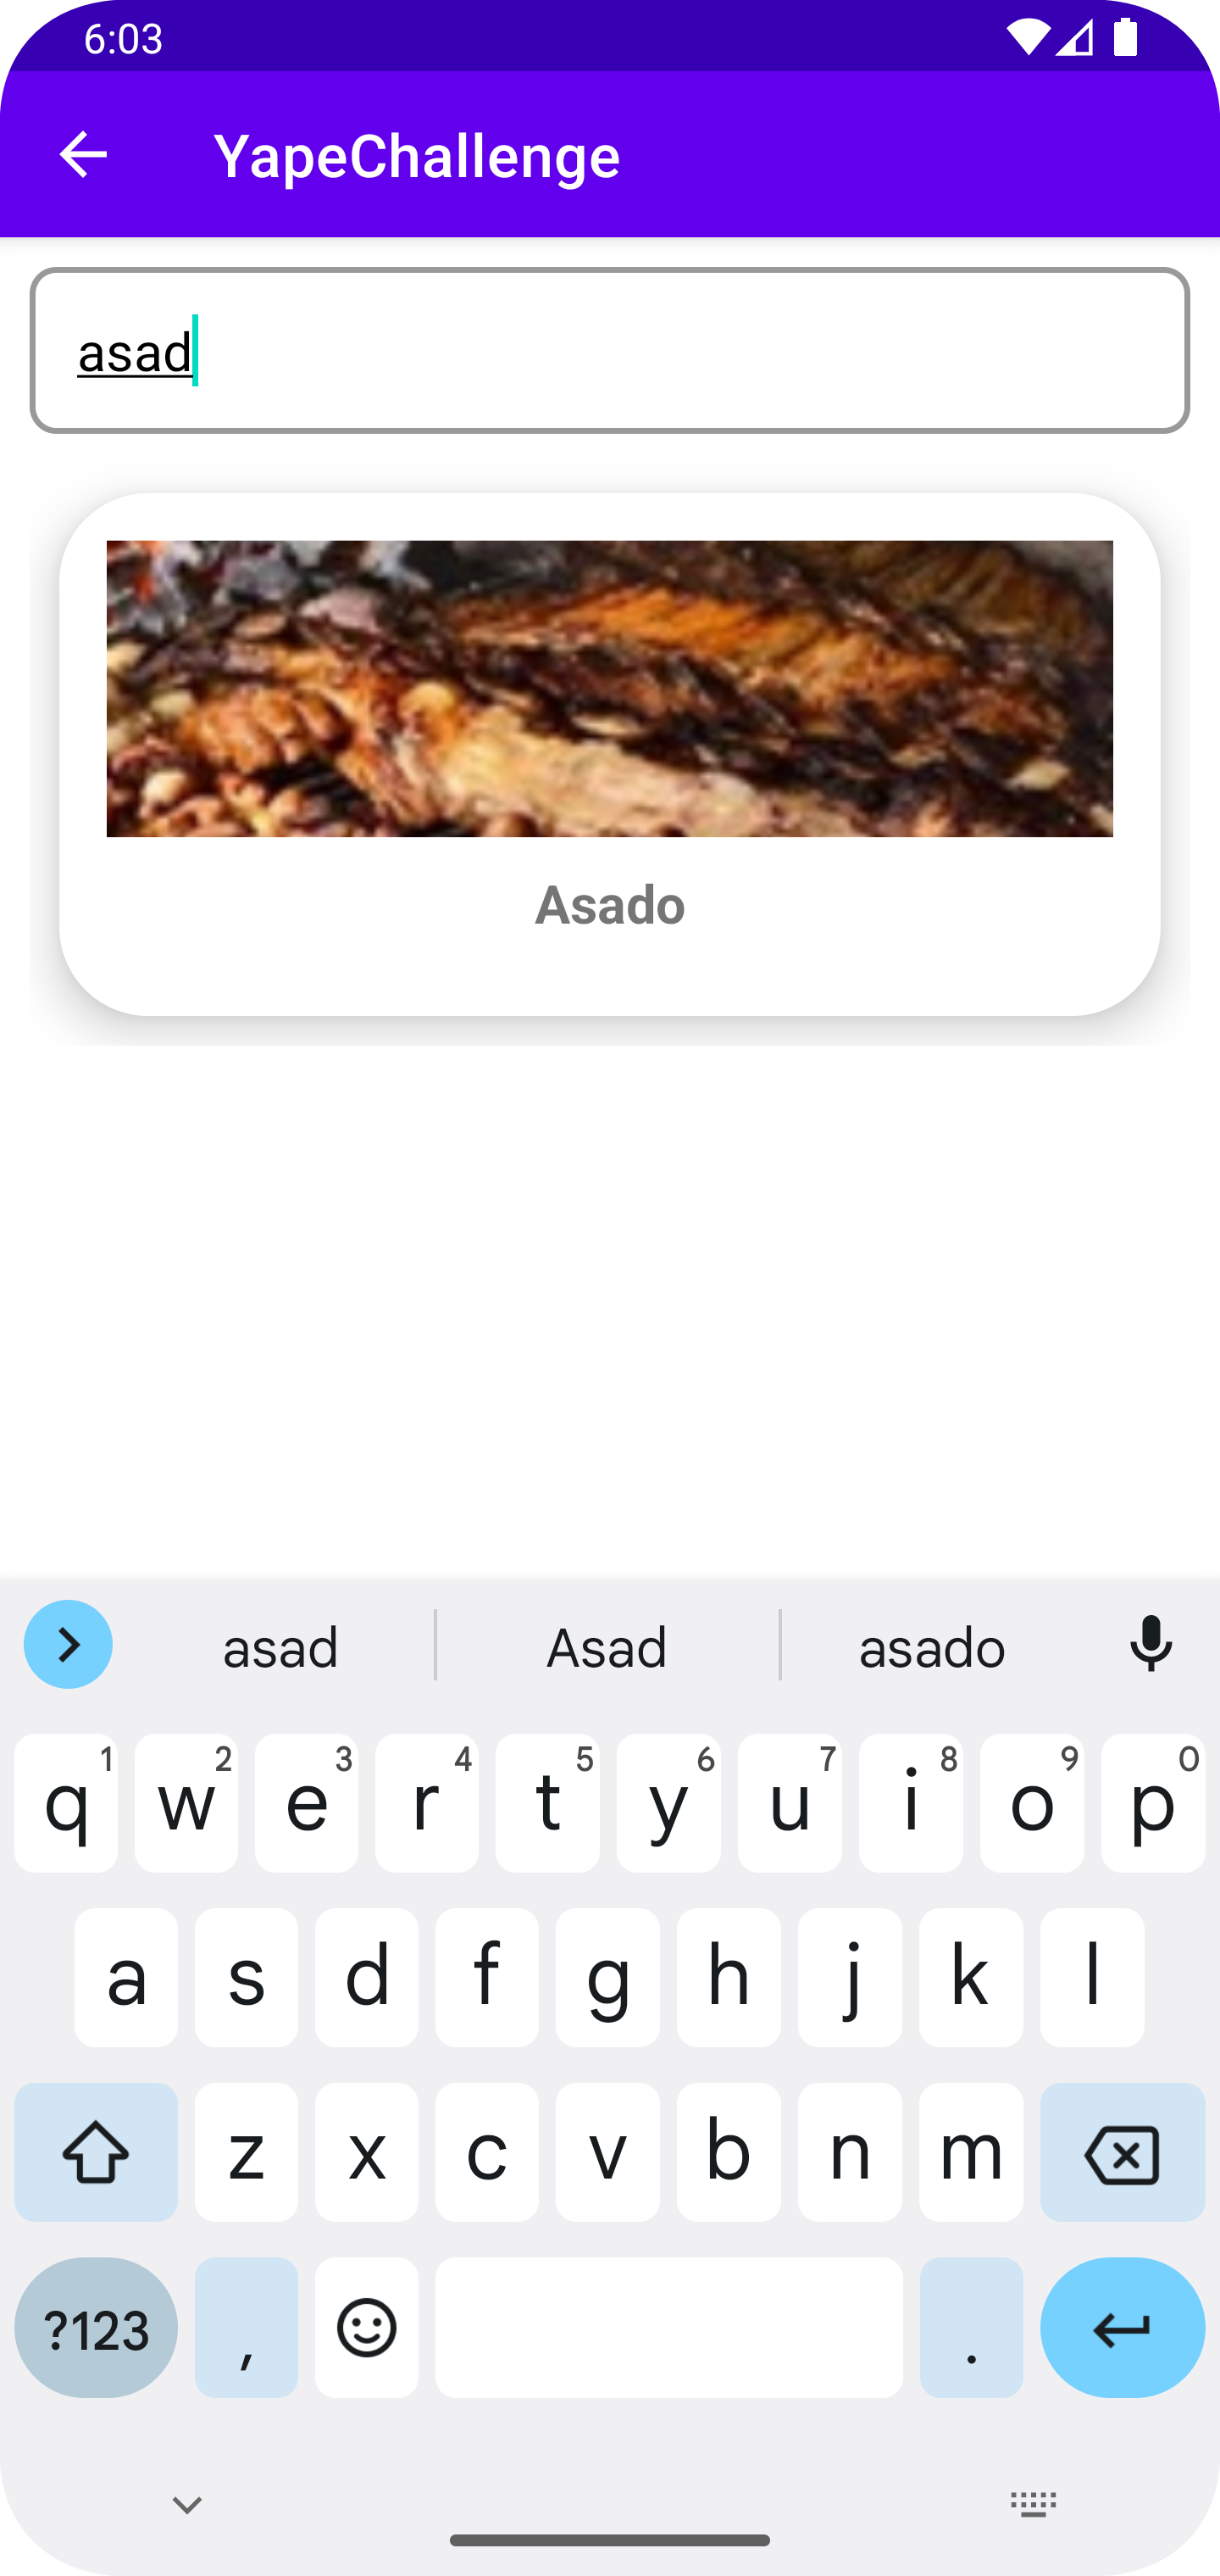 6:03
YapeChallenge
asad
Asado
asad Asad asado
1 2 3 4 5 6 7 8 9 0
q w e r t y u i o p
a s d f g h j k l
z x c v b n m
?123 , .